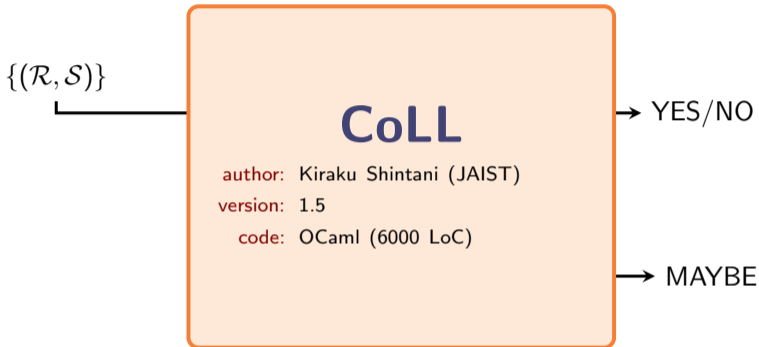 {(R, S)}
YES/NO
CoLL
author: Kiraku Shintani (JAIST)
version: 1.5
code: OCaml (6000 LoC)
MAYBE